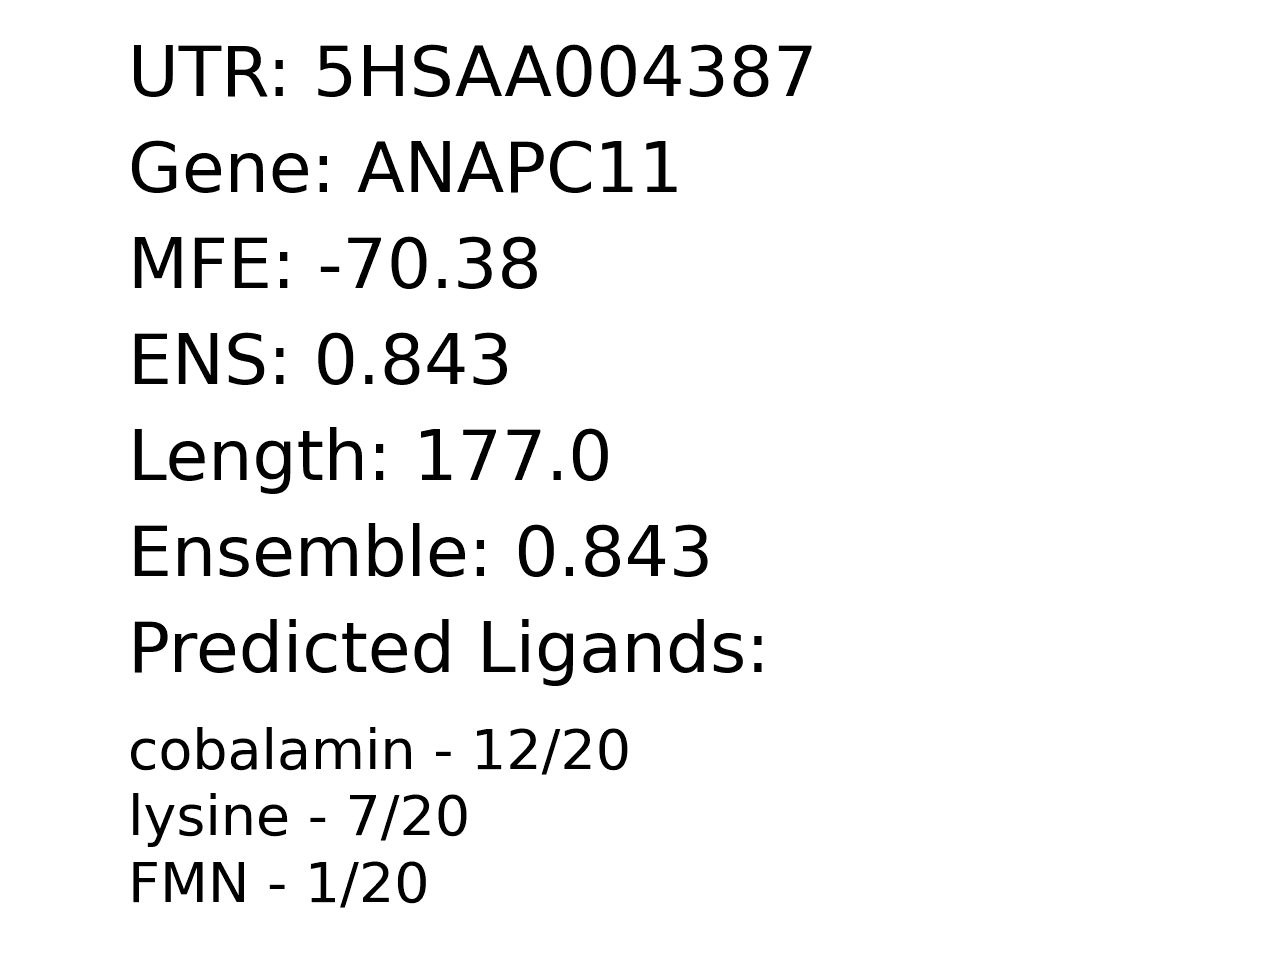 UTR: 5HSAA004387
Gene: ANAPC11
MFE: -70.38
ENS: 0.843
Length: 177.0
Ensemble: 0.843
Predicted Ligands:
cobalamin - 12/20
lysine - 7/20
FMN - 1/20